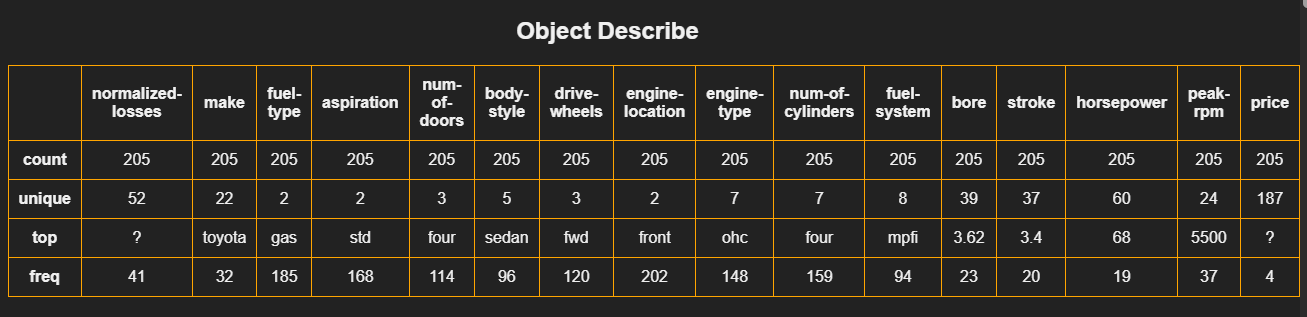 Object Describe
normalized-losses make fuel-type aspiration num-of-doors body-style drive-wheels engine-location engine-type num-of-cylinders fuel-system bore stroke horsepower peak-rpm price
count 205 205 205 205 205 205 205 205 205 205 205 205 205 205 205 205
unique 52 22 2 2 3 5 3 2 7 7 8 39 37 60 24 187
top ? toyota gas std four sedan fwd front ohc four mpfi 3.62 3.4 68 5500 ?
freq 41 32 185 168 114 96 120 202 148 159 94 23 20 19 37 4